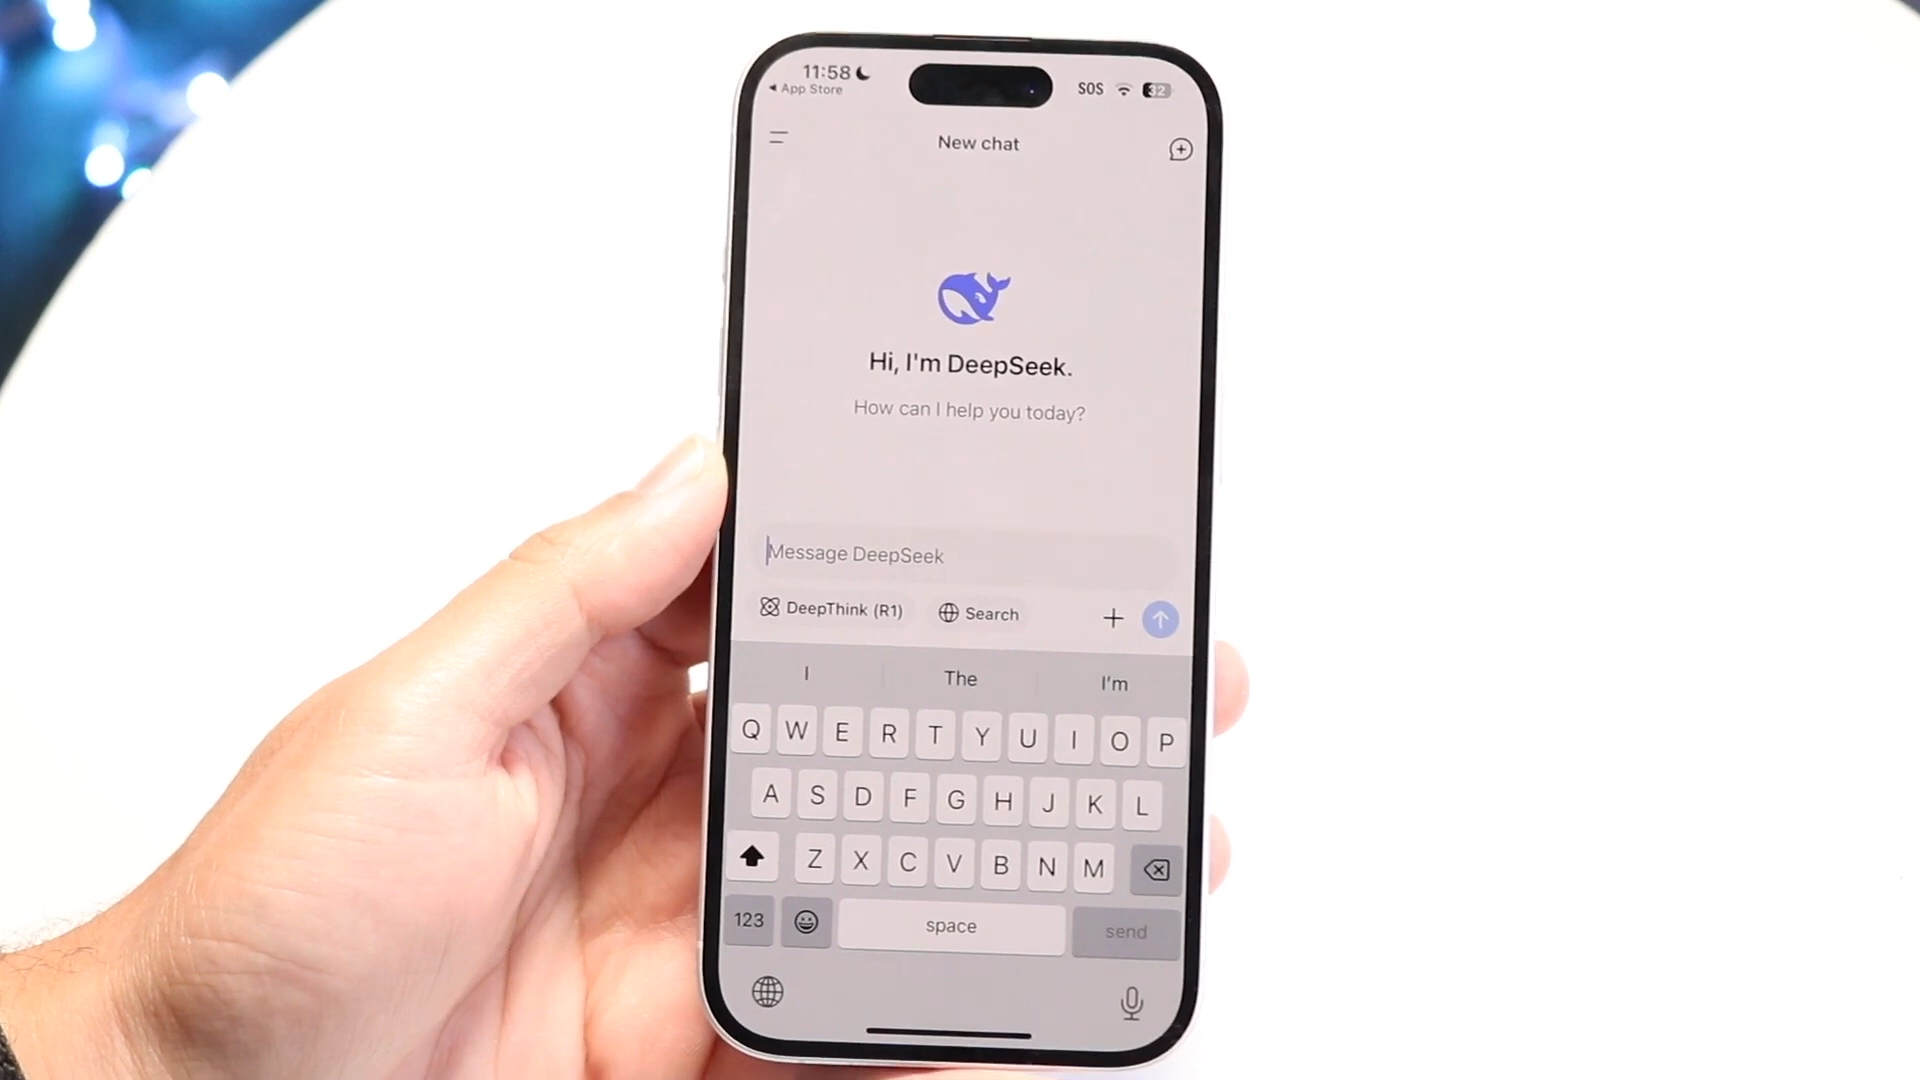 11:58
SOS 32
App Store
New chat
Hi, I'm DeepSeek.
How can I help you today?
Message DeepSeek
DeepThink (R1) Search
I The I'm
Q W E R T Y U I O P
A S D F G H J K L
Z X C V B N M
123 space send